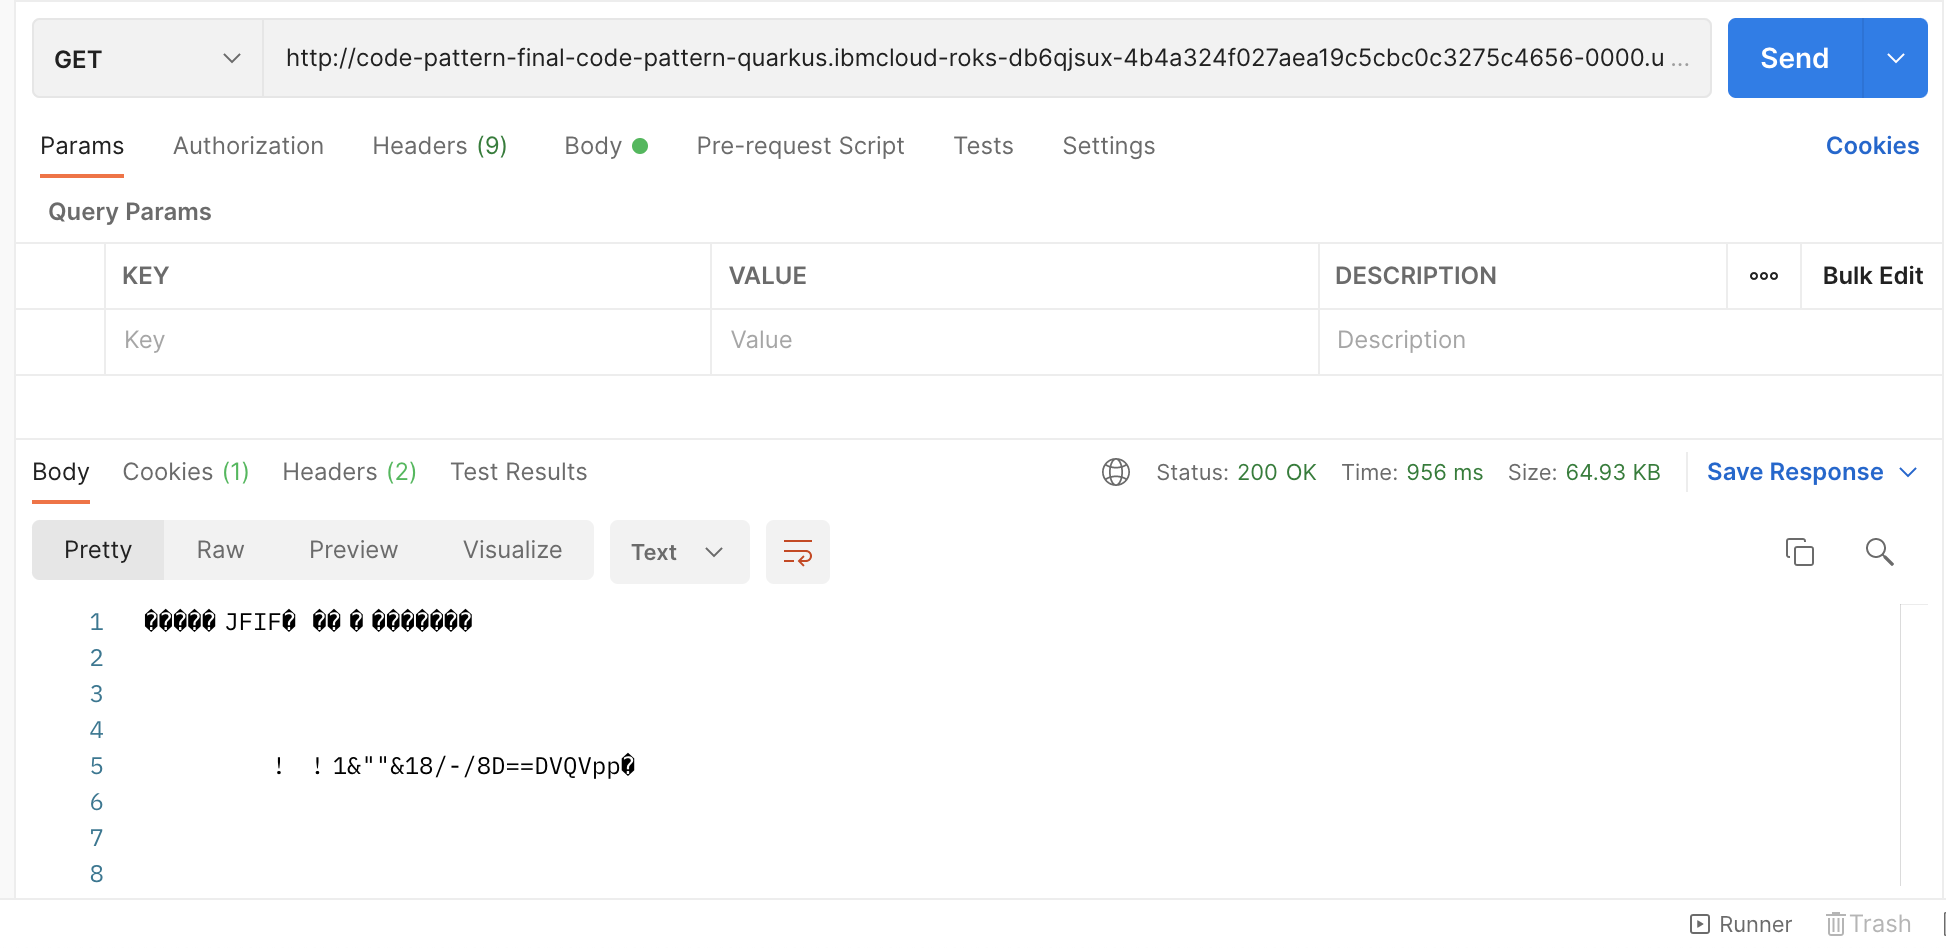 GET http://code-pattern-final-code-pattern-quarkus.ibmcloud-roks-db6qjsux-4b4a324f027aea19c5cbc0c3275c4656-0000.u ... Send
Params Authorization Headers (9) Body Pre-request Script Tests Settings Cookies
Query Params
KEY VALUE DESCRIPTION ooo Bulk Edit
Key Value Description
Body Cookies (1) Headers (2) Test Results Status: 200 OK Time: 956 ms Size: 64.93 KB Save Response
Pretty Raw Preview Visualize Text
1 �����JFIF� �� � �������
2
3
4
5 ! !1&""&18/-/8D==DVQVpp�
6
7
8
Runner Trash